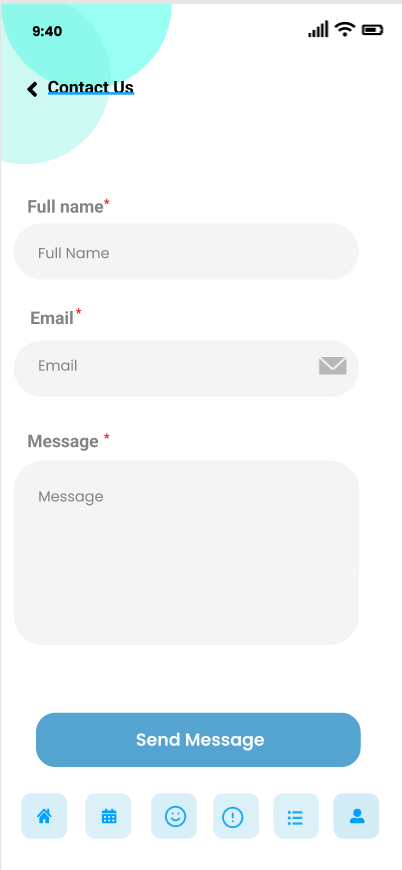 9:40
Contact Us
Full name*
Full Name
Email*
Email
Message *
Message
Send Message